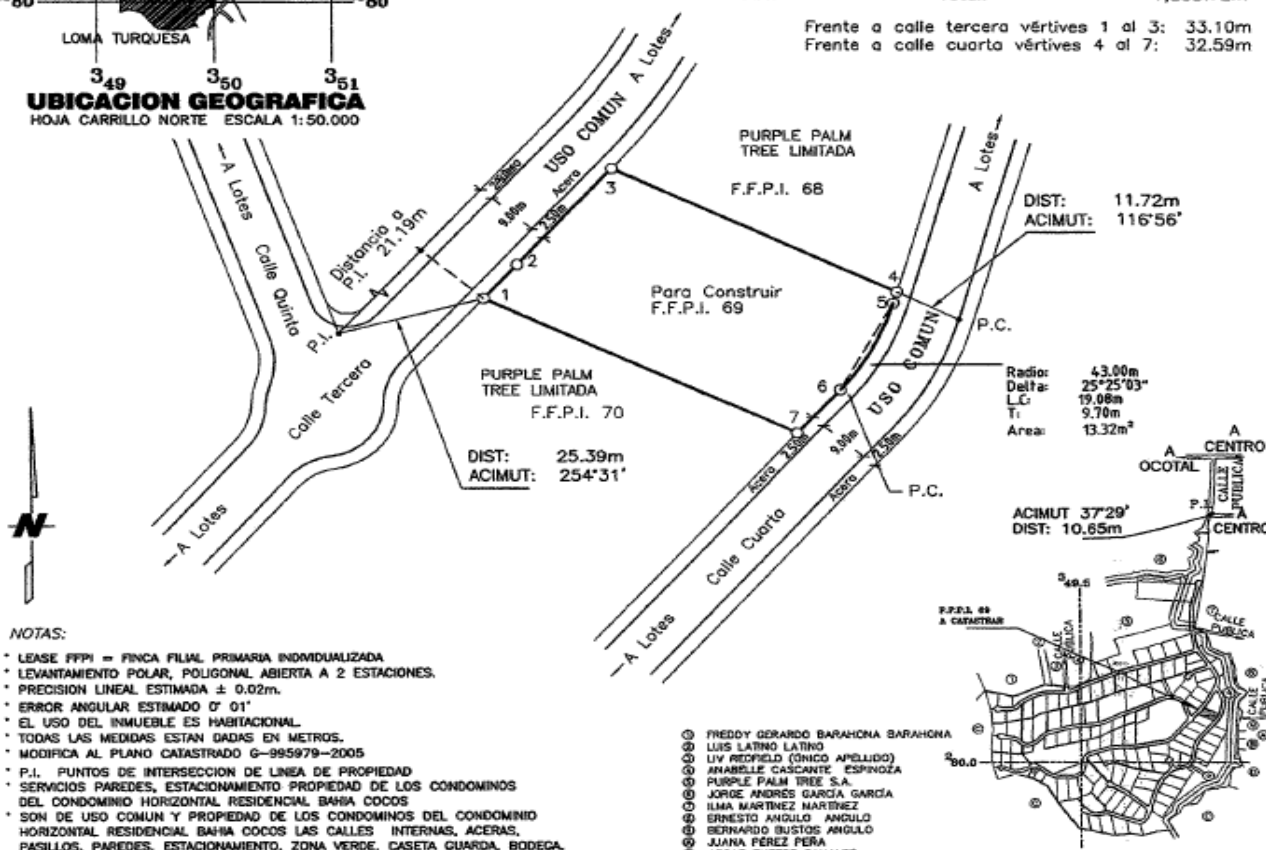 80
80
LOMA TURQUESA
349
350
351
UBICACION GEOGRAFICA
HOJA CARRILLO NORTE ESCALA 1:50.000
Frente a calle tercera vértives 1 al 3: 33.10m
Frente a calle cuarta vértives 4 al 7: 32.59m
A Lotes
USO COMUN
Acera
9.00m
2.50m
Distancia a
P.I. 21.19m
A Lotes
Calle Quinta
P.I.
Calle Tercera
A Lotes
1
2
3
4
5
6
7
PURPLE PALM
TREE LIMITADA
F.F.P.I. 68
A Lotes
DIST: 11.72m
ACIMUT: 116°56'
Para Construir
F.F.P.I. 69
P.C.
USO COMUN
Radio: 43.00m
Delta: 25°25'03"
L.C: 19.08m
T: 9.70m
Area: 13.32m²
PURPLE PALM
TREE LIMITADA
F.F.P.I. 70
DIST: 25.39m
ACIMUT: 254°31'
Acera 2.50m
9.00m
Acera 2.50m
P.C.
Calle Cuarta
A Lotes
N
A
CENTRO
A
OCOTAL
CALLE
PUBLICA
P.I.
A
CENTRO
ACIMUT 37°29'
DIST: 10.65m
349.5
F.F.P.I. 69
A CATASTRAR
CALLE
PUBLICA
CALLE
PUBLICA
CALLE
PUBLICA
280.0
NOTAS:
* LEASE FFPI = FINCA FILIAL PRIMARIA INDIVIDUALIZADA
* LEVANTAMIENTO POLAR, POLIGONAL ABIERTA A 2 ESTACIONES.
* PRECISION LINEAL ESTIMADA ± 0.02m.
* ERROR ANGULAR ESTIMADO 0° 01'
* EL USO DEL INMUEBLE ES HABITACIONAL.
* TODAS LAS MEDIDAS ESTAN DADAS EN METROS.
* MODIFICA AL PLANO CATASTRADO G-995979-2005
* P.I. PUNTOS DE INTERSECCION DE LINEA DE PROPIEDAD
* SERVICIOS PAREDES, ESTACIONAMIENTO PROPIEDAD DE LOS CONDOMINOS
DEL CONDOMINIO HORIZONTAL RESIDENCIAL BAHIA COCOS
* SON DE USO COMUN Y PROPIEDAD DE LOS CONDOMINOS DEL CONDOMINIO
HORIZONTAL RESIDENCIAL BAHIA COCOS LAS CALLES INTERNAS, ACERAS,
PASILLOS, PAREDES, ESTACIONAMIENTO, ZONA VERDE, CASETA GUARDA, BODEGA,
FREDDY GERARDO BARAHONA BARAHONA
LUIS LATINO LATINO
LIV REDFIELD (ÚNICO APELLIDO)
ANABELLE CASCANTE ESPINOZA
PURPLE PALM TREE S.A.
JORGE ANDRÉS GARCÍA GARCÍA
ILMA MARTÍNEZ MARTÍNEZ
ERNESTO ANGULO ANGULO
BERNARDO BUSTOS ANGULO
JUANA PÉREZ PEÑA